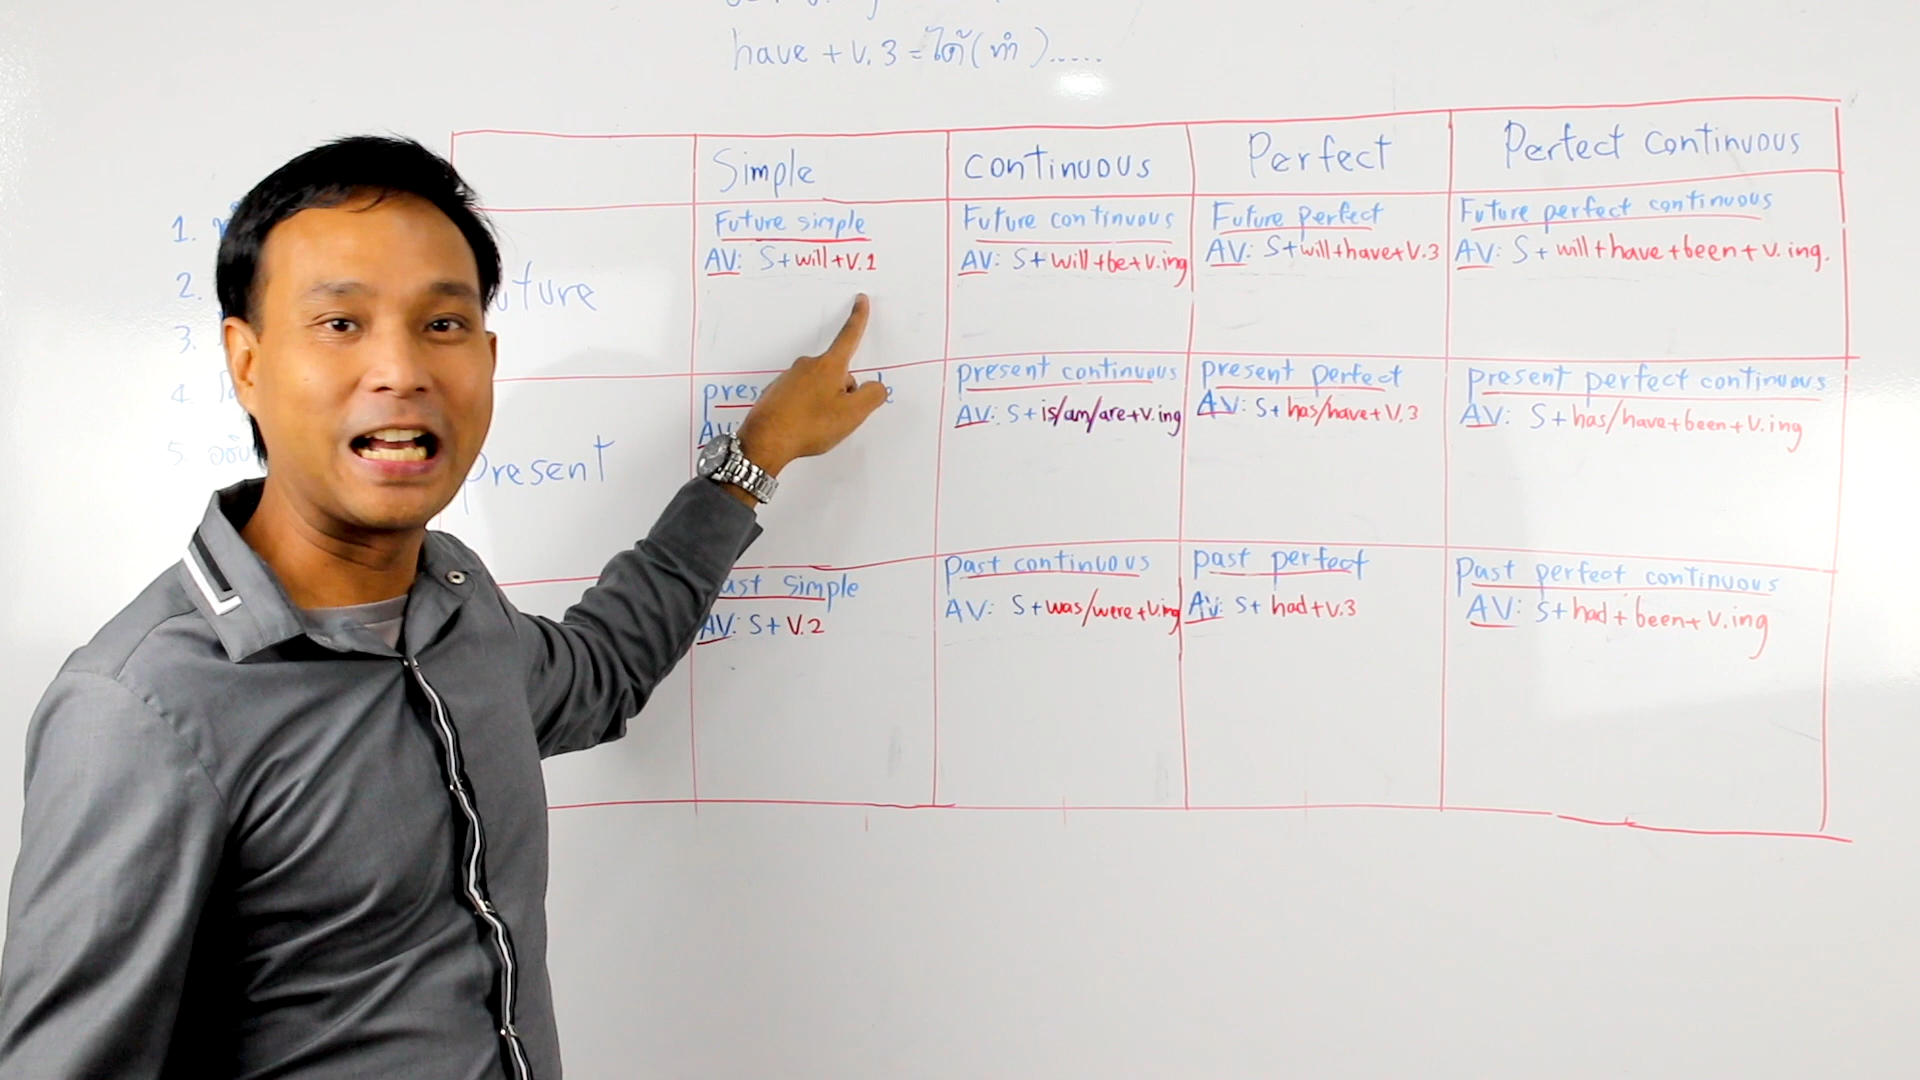 have + V.3 = ได้ (ทำ).....
Simple
continuous
Perfect
Perfect continuous
1.
2.
3.
4.
5.
Future simple
AV: S+will+V.1
Future continuous
AV: S+will+be+V.ing
Future perfect
AV: S+will+have+V.3
Future perfect continuous
AV: S+will+have+been+V.ing.
present
AV:
present continuous
AV: S+is/am/are+V.ing
present perfect
AV: S+has/have+V.3
present perfect continuous
AV: S+has/have+been+V.ing
simple
AV: S+V.2
Past continuous
AV: S+was/were+V.ing
past perfect
AV: S+had+V.3
Past perfect continuous
AV: S+had+been+V.ing